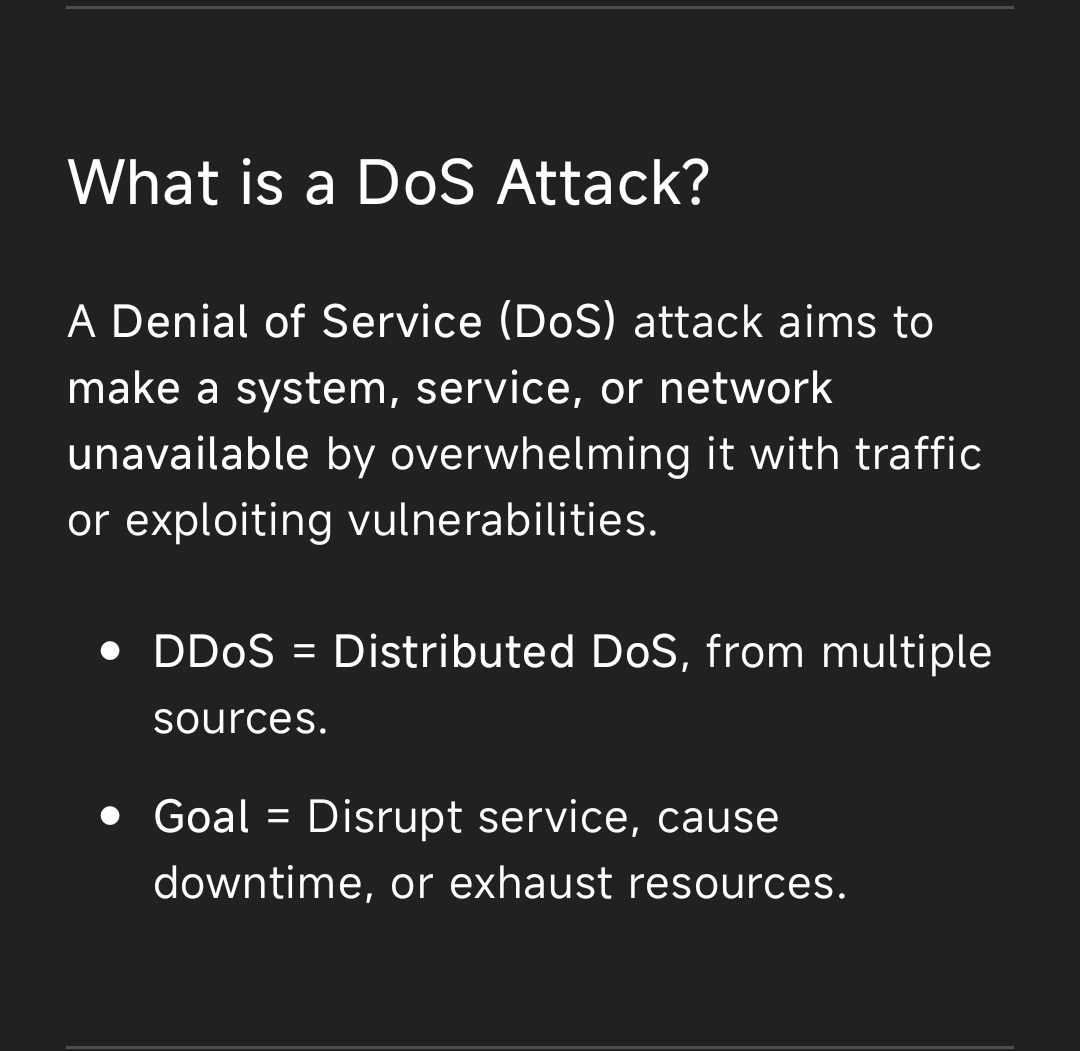 What is a DoS Attack?
A Denial of Service (DoS) attack aims to
make a system, service, or network
unavailable by overwhelming it with traffic
or exploiting vulnerabilities.
• DDoS = Distributed DoS, from multiple
sources.
• Goal = Disrupt service, cause
downtime, or exhaust resources.